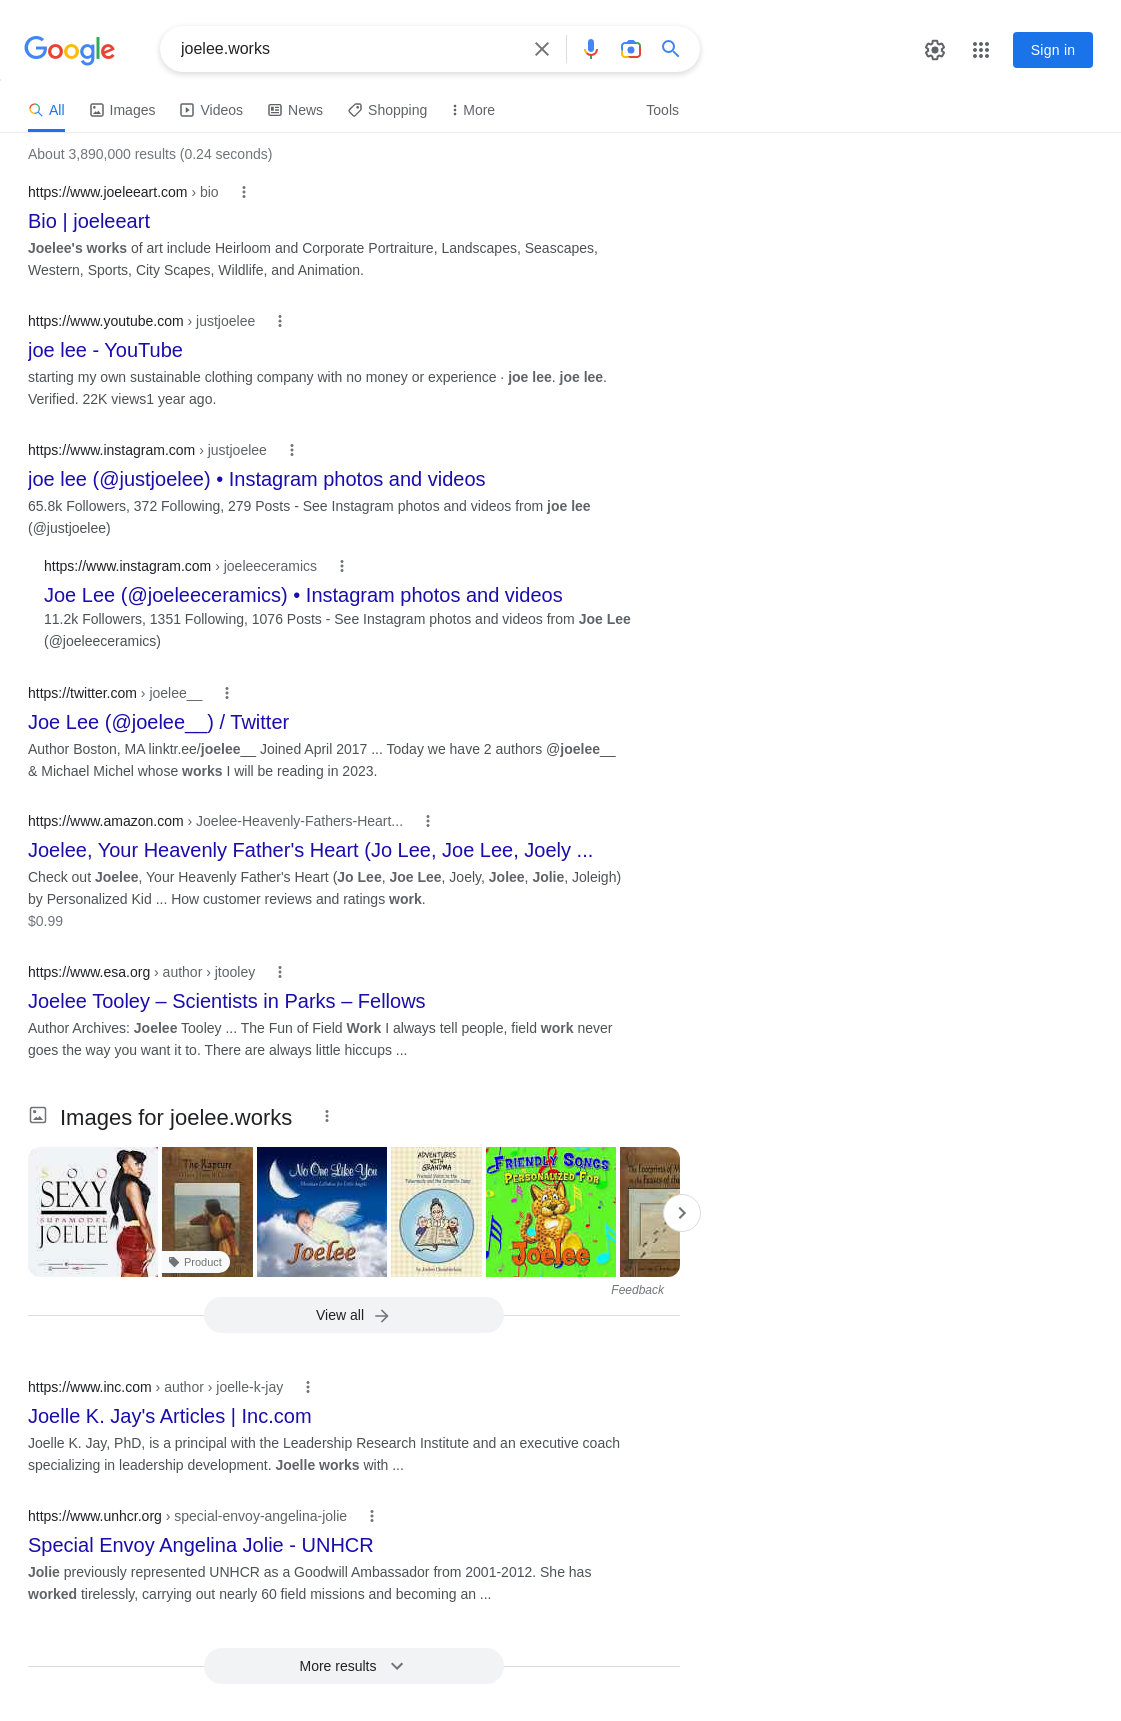 Google
joelee.works
Sign in
All
Images
Videos
News
Shopping
More
Tools
About 3,890,000 results (0.24 seconds)
https://www.joeleeart.com › bio
Bio | joeleeart
Joelee's works of art include Heirloom and Corporate Portraiture, Landscapes, Seascapes,
Western, Sports, City Scapes, Wildlife, and Animation.
https://www.youtube.com › justjoelee
joe lee - YouTube
starting my own sustainable clothing company with no money or experience · joe lee. joe lee.
Verified. 22K views1 year ago.
https://www.instagram.com › justjoelee
joe lee (@justjoelee) • Instagram photos and videos
65.8k Followers, 372 Following, 279 Posts - See Instagram photos and videos from joe lee
(@justjoelee)
https://www.instagram.com › joeleeceramics
Joe Lee (@joeleeceramics) • Instagram photos and videos
11.2k Followers, 1351 Following, 1076 Posts - See Instagram photos and videos from Joe Lee
(@joeleeceramics)
https://twitter.com › joelee__
Joe Lee (@joelee__) / Twitter
Author Boston, MA linktr.ee/joelee__ Joined April 2017 ... Today we have 2 authors @joelee__
& Michael Michel whose works I will be reading in 2023.
https://www.amazon.com › Joelee-Heavenly-Fathers-Heart...
Joelee, Your Heavenly Father's Heart (Jo Lee, Joe Lee, Joely ...
Check out Joelee, Your Heavenly Father's Heart (Jo Lee, Joe Lee, Joely, Jolee, Jolie, Joleigh)
by Personalized Kid ... How customer reviews and ratings work.
$0.99
https://www.esa.org › author › jtooley
Joelee Tooley – Scientists in Parks – Fellows
Author Archives: Joelee Tooley ... The Fun of Field Work I always tell people, field work never
goes the way you want it to. There are always little hiccups ...
Images for joelee.works
SOO
SEXY
SUPAMODEL
JOELEE
The Rapture
Product
No One Like You
Christian Lullabies for Little Angels
Joelee
ADVENTURES
WITH
GRANDMA
GENESIS
by Joelee Chamberlain
FRIENDLY SONGS
PERSONALIZED FOR
Joelee
Feedback
View all
https://www.inc.com › author › joelle-k-jay
Joelle K. Jay's Articles | Inc.com
Joelle K. Jay, PhD, is a principal with the Leadership Research Institute and an executive coach
specializing in leadership development. Joelle works with ...
https://www.unhcr.org › special-envoy-angelina-jolie
Special Envoy Angelina Jolie - UNHCR
Jolie previously represented UNHCR as a Goodwill Ambassador from 2001-2012. She has
worked tirelessly, carrying out nearly 60 field missions and becoming an ...
More results